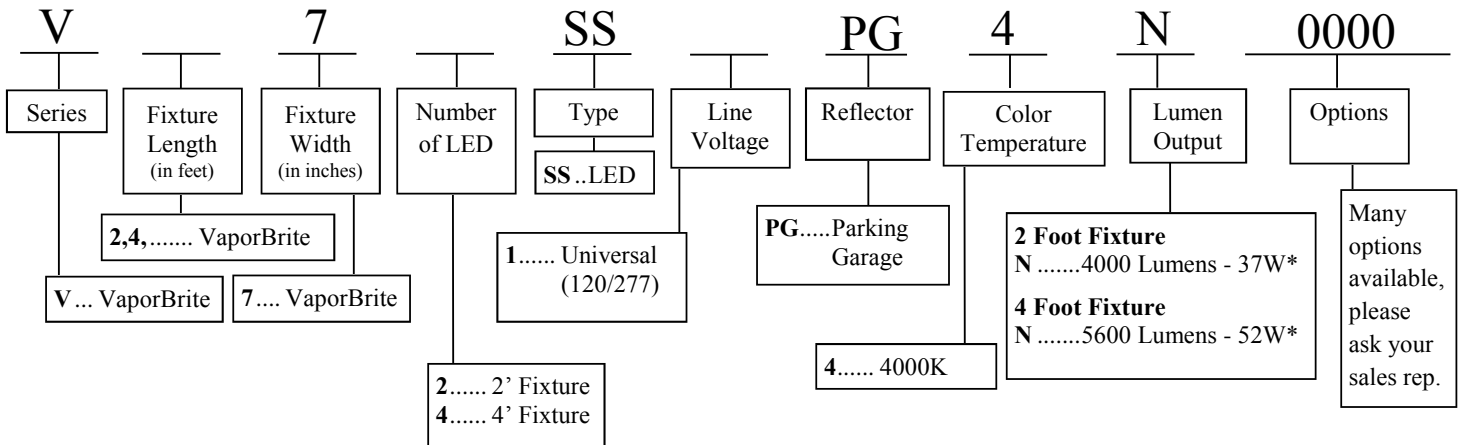 V 7 SS PG 4 N 0000
Series
Fixture
Length
(in feet)
Fixture
Width
(in inches)
Number
of LED
Type
Line
Voltage
Reflector
Color
Temperature
Lumen
Output
Options
SS ..LED
2,4,....... VaporBrite
V... VaporBrite
7.... VaporBrite
1...... Universal
(120/277)
PG.....Parking
Garage
2...... 2’ Fixture
4...... 4’ Fixture
4...... 4000K
2 Foot Fixture
N .......4000 Lumens - 37W*
4 Foot Fixture
N .......5600 Lumens - 52W*
Many
options
available,
please
ask your
sales rep.